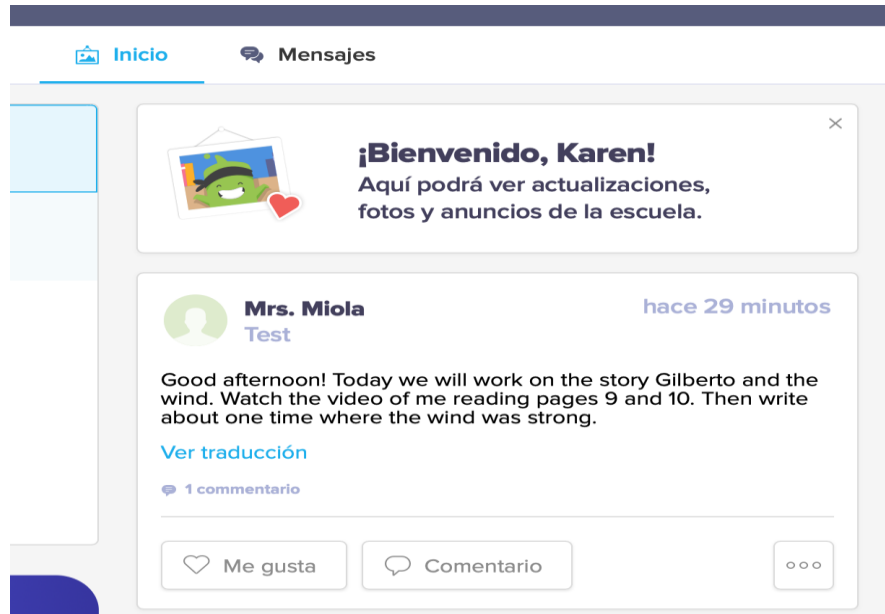 Inicio
Mensajes
¡Bienvenido, Karen!
Aquí podrá ver actualizaciones,
fotos y anuncios de la escuela.
Mrs. Miola
hace 29 minutos
Test
Good afternoon! Today we will work on the story Gilberto and the
wind. Watch the video of me reading pages 9 and 10. Then write
about one time where the wind was strong.
Ver traducción
1 commentario
Me gusta
Comentario